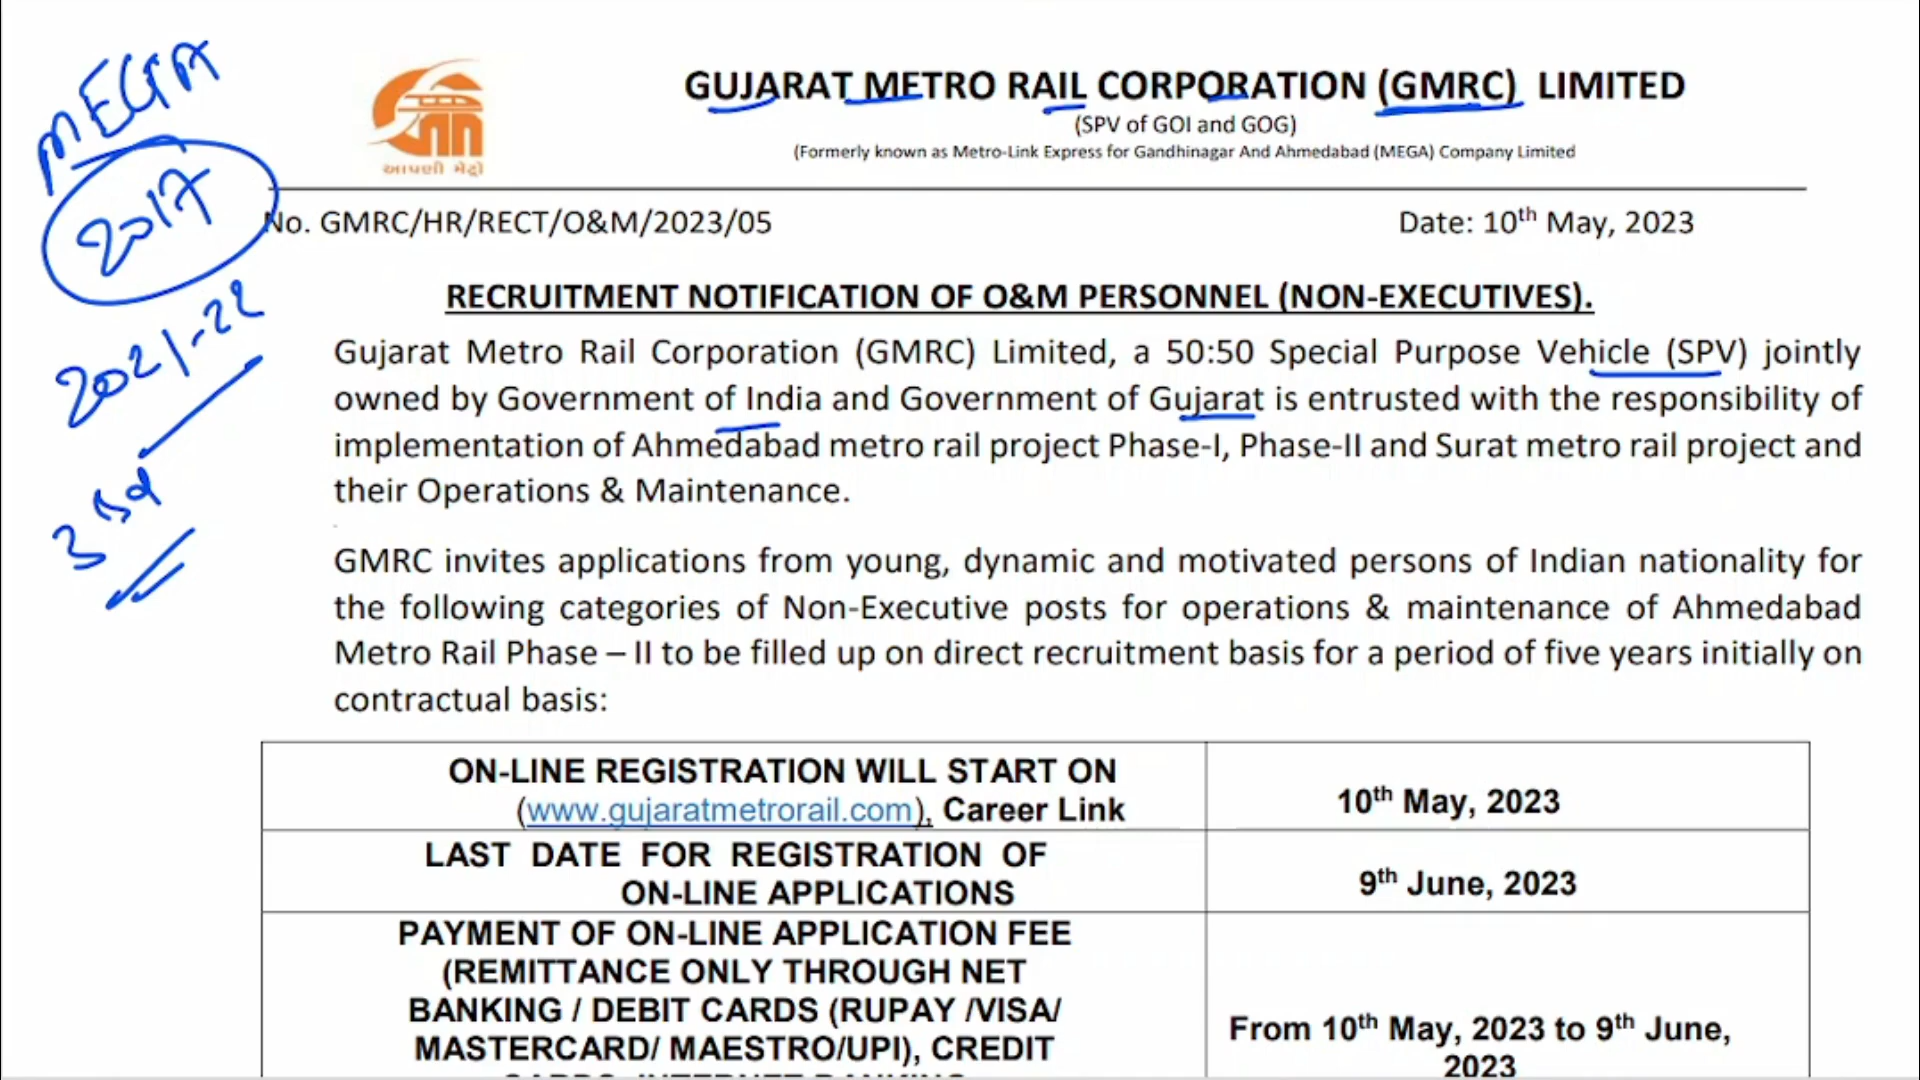 MEGA
2017
2021-22
3rd
આપણી મેટ્રો
GUJARAT METRO RAIL CORPORATION (GMRC) LIMITED
(SPV of GOI and GOG)
(Formerly known as Metro-Link Express for Gandhinagar And Ahmedabad (MEGA) Company Limited
No. GMRC/HR/RECT/O&M/2023/05 Date: 10th May, 2023
RECRUITMENT NOTIFICATION OF O&M PERSONNEL (NON-EXECUTIVES).
Gujarat Metro Rail Corporation (GMRC) Limited, a 50:50 Special Purpose Vehicle (SPV) jointly
owned by Government of India and Government of Gujarat is entrusted with the responsibility of
implementation of Ahmedabad metro rail project Phase-I, Phase-II and Surat metro rail project and
their Operations & Maintenance.
GMRC invites applications from young, dynamic and motivated persons of Indian nationality for
the following categories of Non-Executive posts for operations & maintenance of Ahmedabad
Metro Rail Phase – II to be filled up on direct recruitment basis for a period of five years initially on
contractual basis:
ON-LINE REGISTRATION WILL START ON
(www.gujaratmetrorail.com), Career Link
10th May, 2023
LAST DATE FOR REGISTRATION OF
ON-LINE APPLICATIONS
9th June, 2023
PAYMENT OF ON-LINE APPLICATION FEE
(REMITTANCE ONLY THROUGH NET
BANKING / DEBIT CARDS (RUPAY /VISA/
MASTERCARD/ MAESTRO/UPI), CREDIT
From 10th May, 2023 to 9th June,
2023